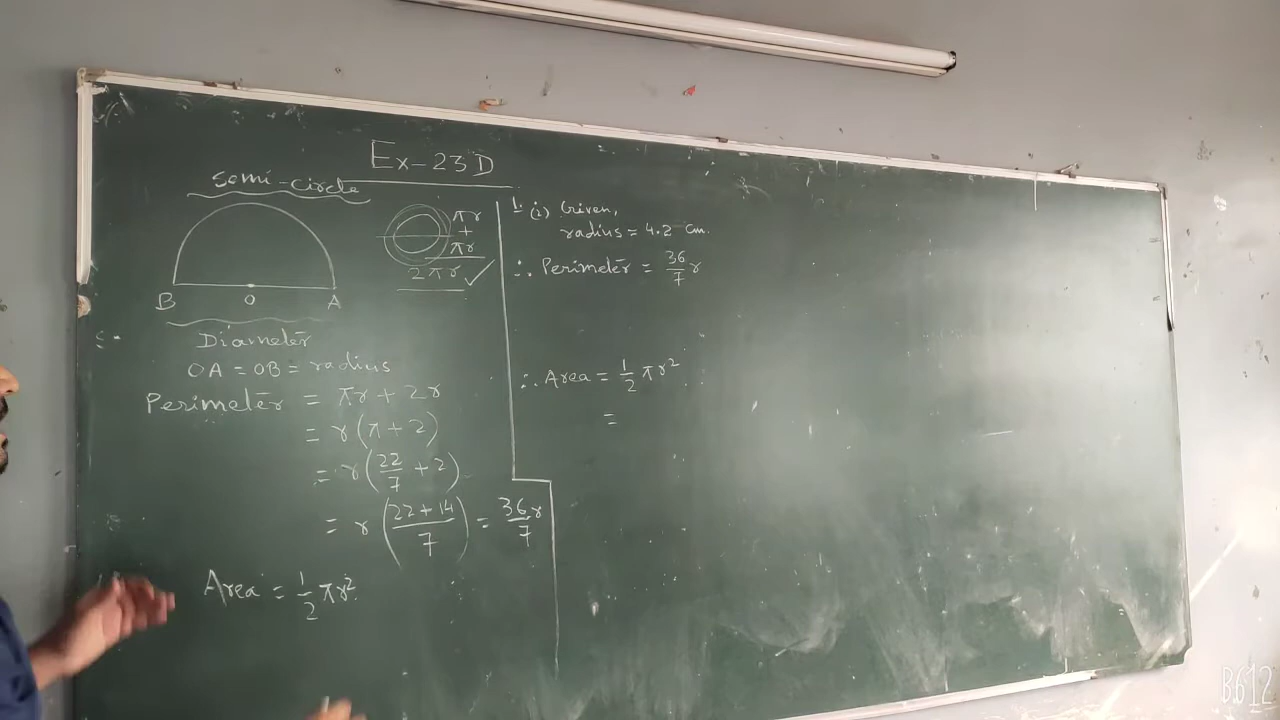 Ex-23D
Semi-circle
B O A
Diameter
πr
+
πr
2πr ✓
OA = OB = radius
Perimeter = πr + 2r
= r(π+2)
= r(22/7 + 2)
= r((22+14)/7) = 36/7 r
Area = 1/2 πr²
1. (i) Given,
radius = 4.2 cm.
∴ Perimeter = 36/7 r
∴ Area = 1/2 πr²
=
B612